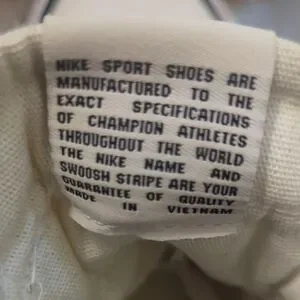 NIKE SPORT SHOES ARE
MANUFACTURED TO THE
EXACT SPECIFICATIONS
OF CHAMPION ATHLETES
THROUGHOUT THE WORLD
THE NIKE NAME AND
SWOOSH STRIPE ARE YOUR
GUARANTEE OF QUALITY
MADE IN VIETNAM